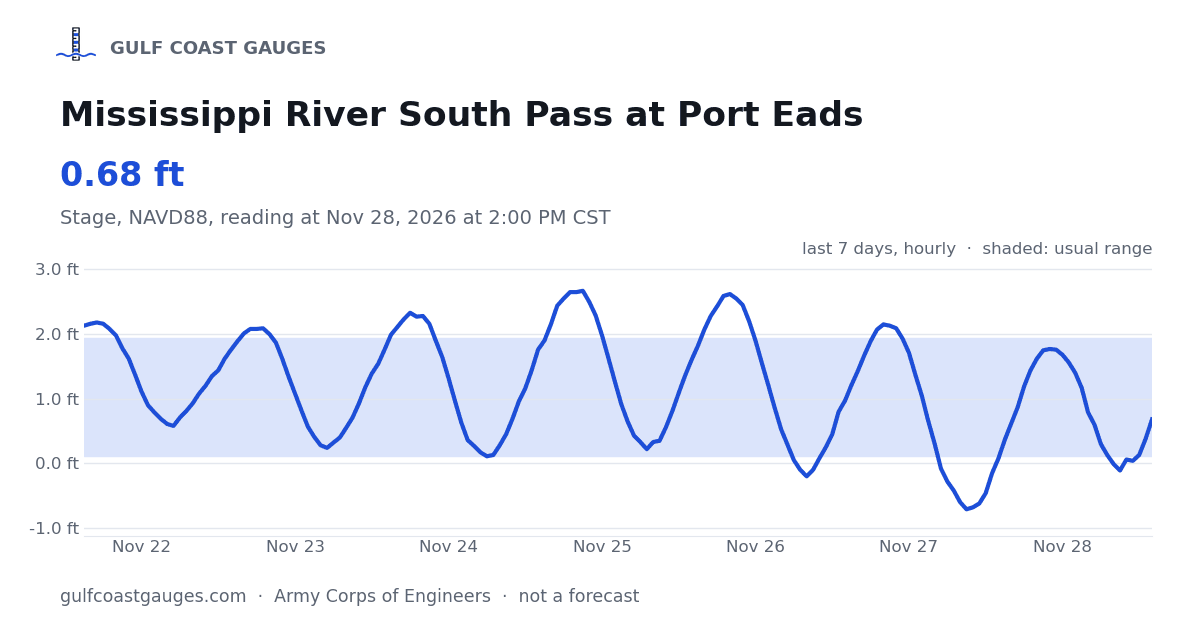 GULF COAST GAUGES
Mississippi River South Pass at Port Eads
0.68 ft
Stage, NAVD88, reading at Nov 28, 2026 at 2:00 PM CST
last 7 days, hourly · shaded: usual range
3.0 ft
2.0 ft
1.0 ft
0.0 ft
-1.0 ft
Nov 22 Nov 23 Nov 24 Nov 25 Nov 26 Nov 27 Nov 28
gulfcoastgauges.com · Army Corps of Engineers · not a forecast